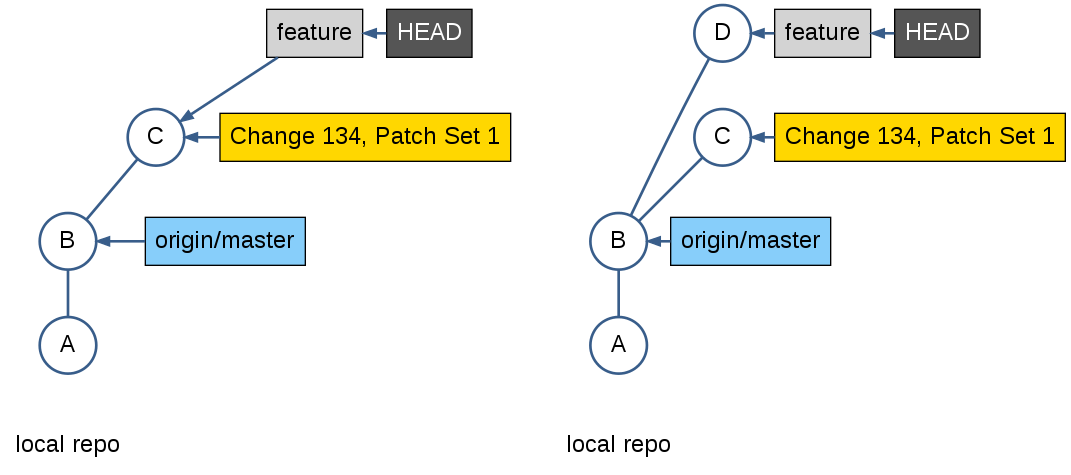 feature
HEAD
C
Change 134, Patch Set 1
B
origin/master
A
local repo
D
feature
HEAD
C
Change 134, Patch Set 1
B
origin/master
A
local repo